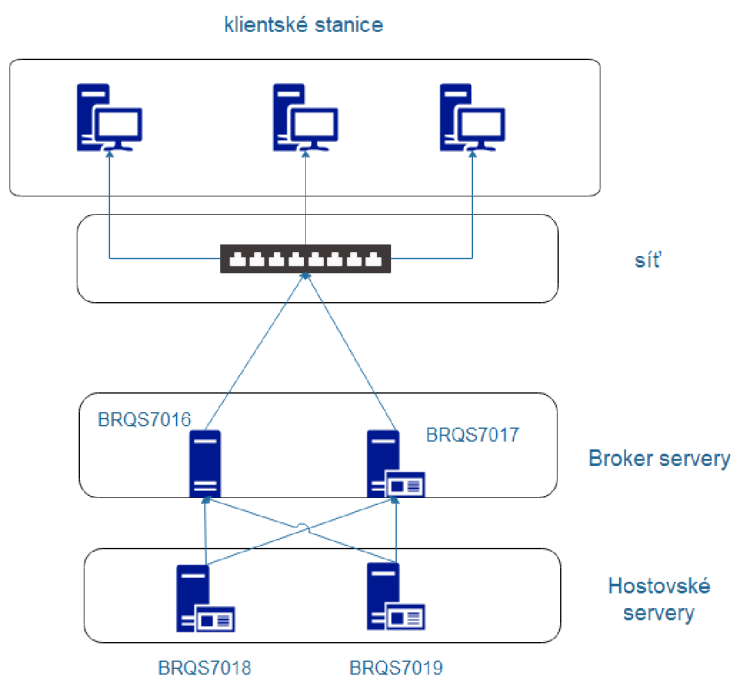 klientské stanice
síť
BRQS7016
BRQS7017
Broker servery
Hostovské
servery
BRQS7018
BRQS7019